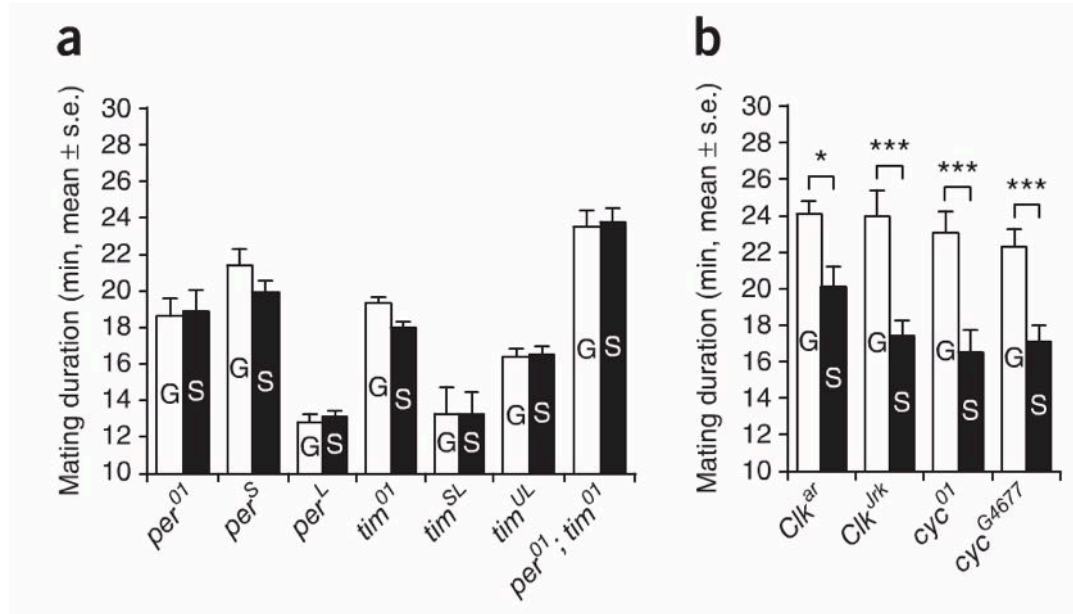 a
Mating duration (min, mean ± s.e.)
30
28
26
24
22
20
18
16
14
12
10
G S
G S
G S
G S
G S
G S
G S
per⁰¹
perˢ
perᴸ
tim⁰¹
timˢᴸ
timᵁᴸ
per⁰¹; tim⁰¹
b
Mating duration (min, mean ± s.e.)
30
28
26
24
22
20
18
16
14
12
10
*
***
***
***
G S
G S
G S
G S
Clkᵃʳ
Clkᴶʳᵏ
cyc⁰¹
cycᴳ⁴⁶⁷⁷